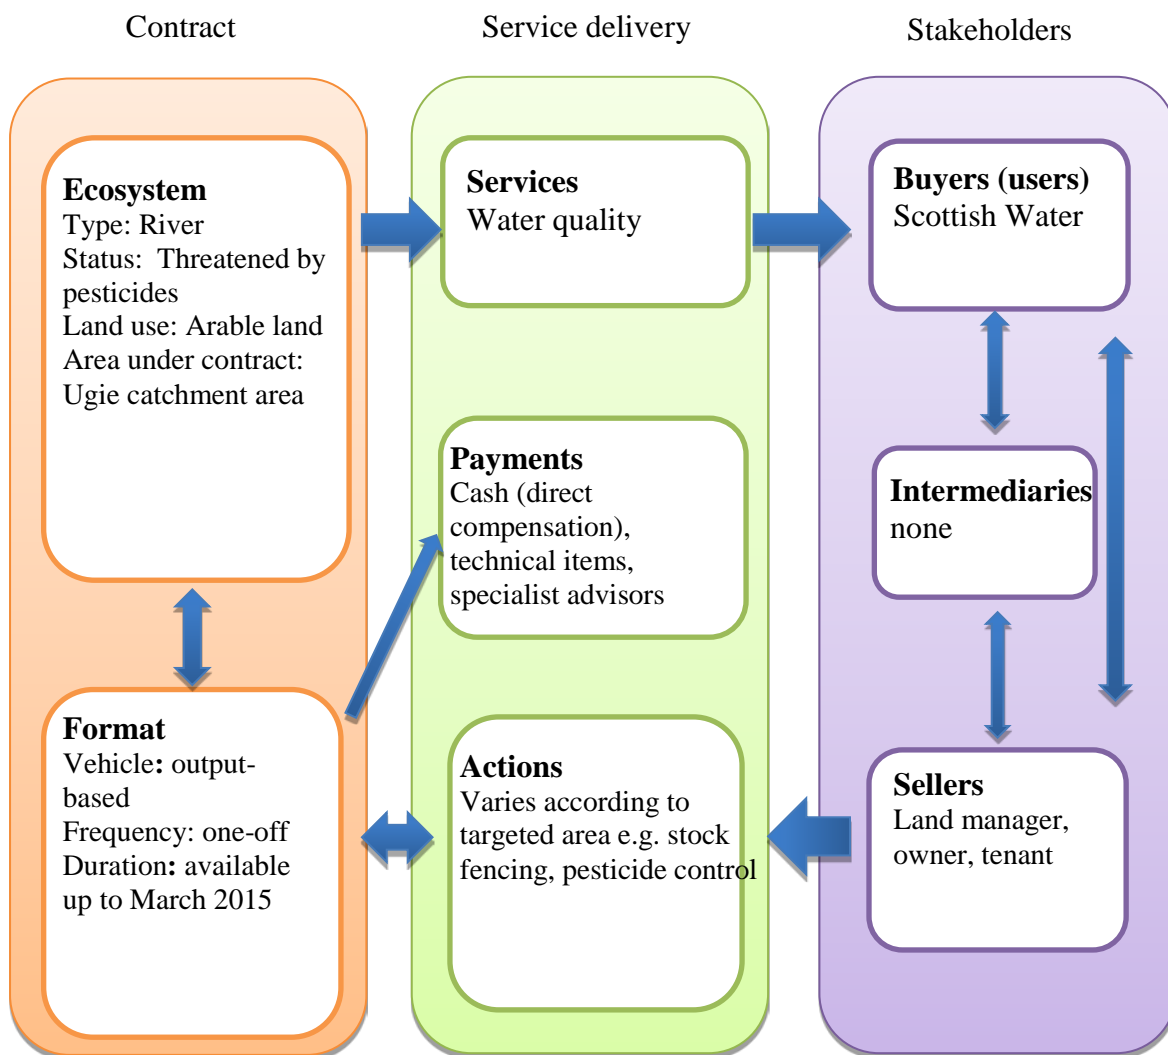 Contract
Service delivery
Stakeholders
Ecosystem
Type: River
Status:  Threatened by
pesticides
Land use: Arable land
Area under contract:
Ugie catchment area
Format
Vehicle: output-
based
Frequency: one-off
Duration: available
up to March 2015
Services
Water quality
Payments
Cash (direct
compensation),
technical items,
specialist advisors
Actions
Varies according to
targeted area e.g. stock
fencing, pesticide control
Buyers (users)
Scottish Water
Intermediaries
none
Sellers
Land manager,
owner, tenant